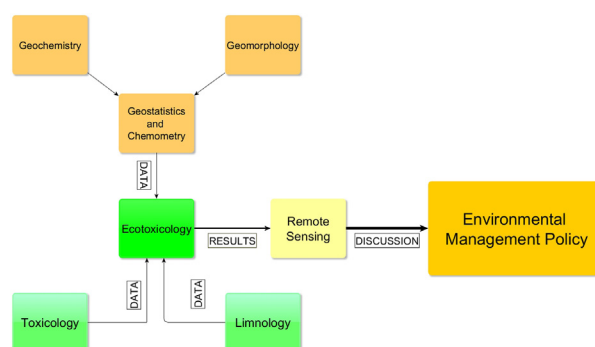 Geochemistry
Geomorphology
Geostatistics
and
Chemometry
DATA
Ecotoxicology
RESULTS
Remote
Sensing
DISCUSSION
Environmental
Management Policy
DATA
DATA
Toxicology
Limnology